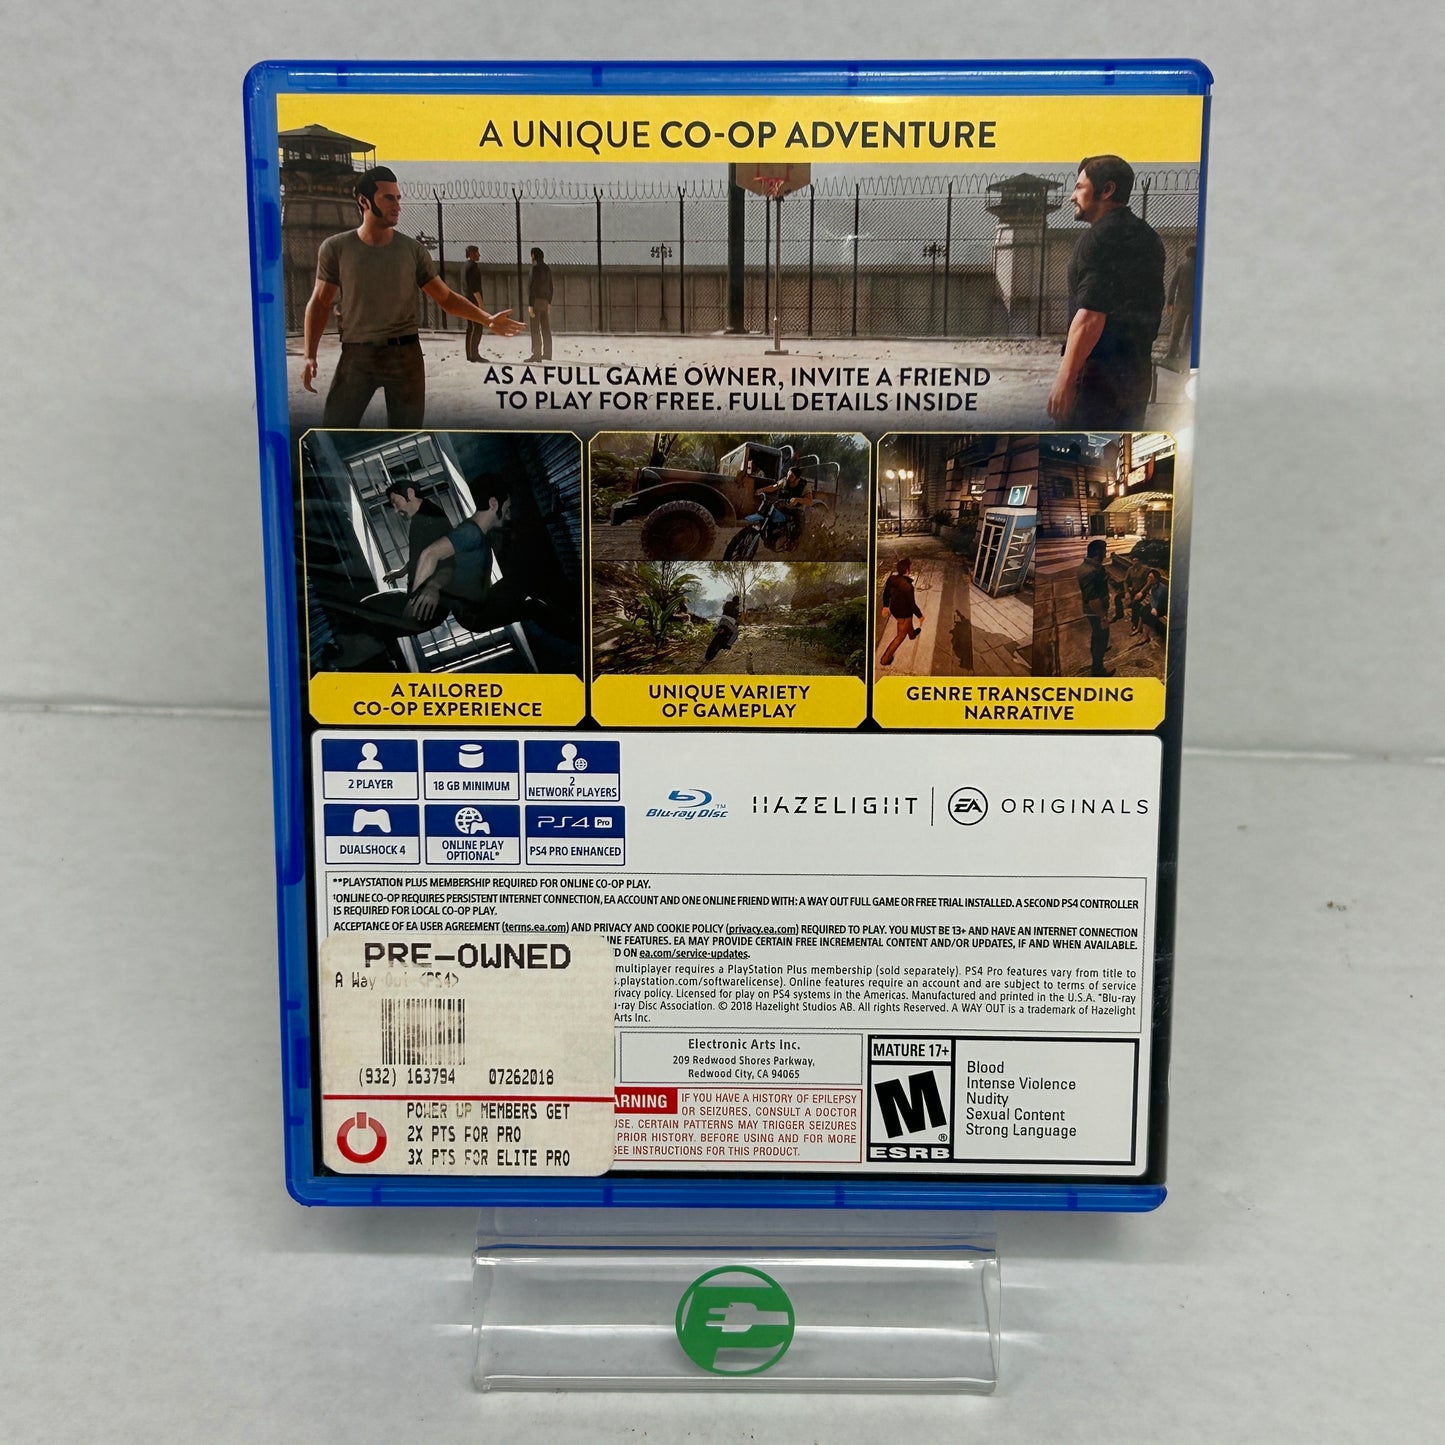 A UNIQUE CO-OP ADVENTURE
AS A FULL GAME OWNER, INVITE A FRIEND
TO PLAY FOR FREE. FULL DETAILS INSIDE
A TAILORED
CO-OP EXPERIENCE
UNIQUE VARIETY
OF GAMEPLAY
GENRE TRANSCENDING
NARRATIVE
2 PLAYER
18 GB MINIMUM
2
NETWORK PLAYERS
DUALSHOCK 4
ONLINE PLAY
OPTIONAL*
PS4 Pro
PS4 PRO ENHANCED
Blu-ray Disc™
HAZELIGHT
EA ORIGINALS
**PLAYSTATION PLUS MEMBERSHIP REQUIRED FOR ONLINE CO-OP PLAY.
†ONLINE CO-OP REQUIRES PERSISTENT INTERNET CONNECTION, EA ACCOUNT AND ONE ONLINE FRIEND WITH: A WAY OUT FULL GAME OR FREE TRIAL INSTALLED. A SECOND PS4 CONTROLLER
IS REQUIRED FOR LOCAL CO-OP PLAY.
ACCEPTANCE OF EA USER AGREEMENT (terms.ea.com) AND PRIVACY AND COOKIE POLICY (privacy.ea.com) REQUIRED TO PLAY. YOU MUST BE 13+ AND HAVE AN INTERNET CONNECTION
INE FEATURES. EA MAY PROVIDE CERTAIN FREE INCREMENTAL CONTENT AND/OR UPDATES, IF AND WHEN AVAILABLE.
ED ON ea.com/service-updates.
multiplayer requires a PlayStation Plus membership (sold separately). PS4 Pro features vary from title to
s.playstation.com/softwarelicense). Online features require an account and are subject to terms of service
rivacy policy. Licensed for play on PS4 systems in the Americas. Manufactured and printed in the U.S.A. "Blu-ray
u-ray Disc Association. © 2018 Hazelight Studios AB. All rights Reserved. A WAY OUT is a trademark of Hazelight
Arts Inc.
PRE-OWNED
A Way Out <PS4>
(932) 163794 07262018
POWER UP MEMBERS GET
2X PTS FOR PRO
3X PTS FOR ELITE PRO
Electronic Arts Inc.
209 Redwood Shores Parkway,
Redwood City, CA 94065
ARNING IF YOU HAVE A HISTORY OF EPILEPSY
OR SEIZURES, CONSULT A DOCTOR
USE. CERTAIN PATTERNS MAY TRIGGER SEIZURES
PRIOR HISTORY. BEFORE USING AND FOR MORE
SEE INSTRUCTIONS FOR THIS PRODUCT.
MATURE 17+
M®
ESRB
Blood
Intense Violence
Nudity
Sexual Content
Strong Language